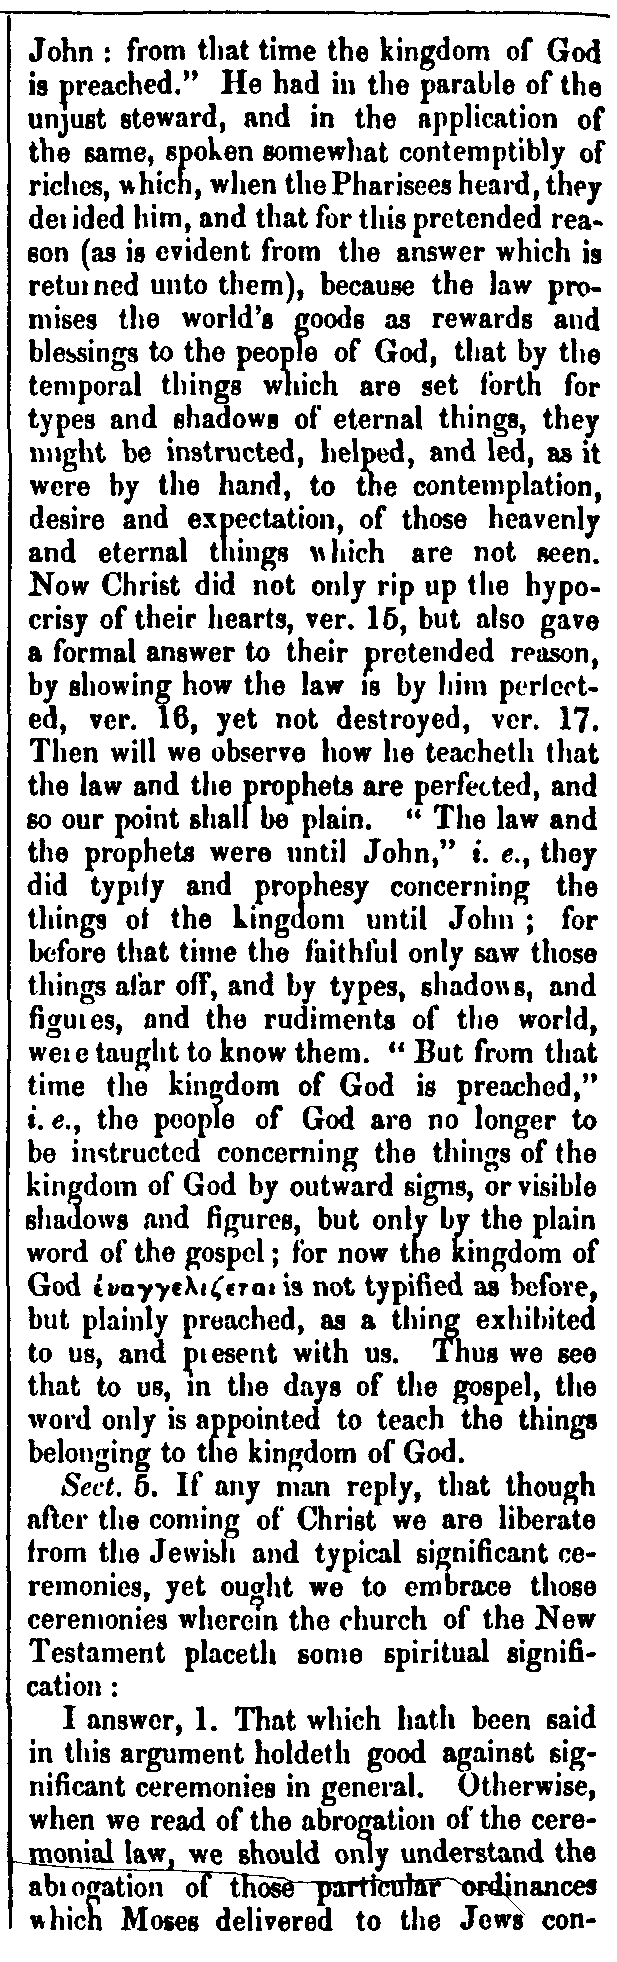 John : from that time the kingdom of God
is preached.” He had in the parable of the
unjust steward, and in the application of
the same, spoken somewhat contemptibly of
riches, which, when the Pharisees heard, they
derided him, and that for this pretended rea-
son (as is evident from the answer which is
returned unto them), because the law pro-
mises the world's goods as rewards and
blessings to the people of God, that by the
temporal things which are set forth for
types and shadows of eternal things, they
might be instructed, helped, and led, as it
were by the hand, to the contemplation,
desire and expectation, of those heavenly
and eternal things which are not seen.
Now Christ did not only rip up the hypo-
crisy of their hearts, ver. 15, but also gave
a formal answer to their pretended reason,
by showing how the law is by him perfect-
ed, ver. 16, yet not destroyed, ver. 17.
Then will we observe how he teacheth that
the law and the prophets are perfected, and
so our point shall be plain. “ The law and
the prophets were until John,” i. e., they
did typify and prophesy concerning the
things of the kingdom until John ; for
before that time the faithful only saw those
things afar off, and by types, shadows, and
figures, and the rudiments of the world,
were taught to know them. “ But from that
time the kingdom of God is preached,”
i. e., the people of God are no longer to
be instructed concerning the things of the
kingdom of God by outward signs, or visible
shadows and figures, but only by the plain
word of the gospel ; for now the kingdom of
God ἐυαγγελιζεται is not typified as before,
but plainly preached, as a thing exhibited
to us, and present with us. Thus we see
that to us, in the days of the gospel, the
word only is appointed to teach the things
belonging to the kingdom of God.
Sect. 5. If any man reply, that though
after the coming of Christ we are liberate
from the Jewish and typical significant ce-
remonies, yet ought we to embrace those
ceremonies wherein the church of the New
Testament placeth some spiritual signifi-
cation :
I answer, 1. That which hath been said
in this argument holdeth good against sig-
nificant ceremonies in general. Otherwise,
when we read of the abrogation of the cere-
monial law, we should only understand the
abrogation of those particular ordinances
which Moses delivered to the Jews con-